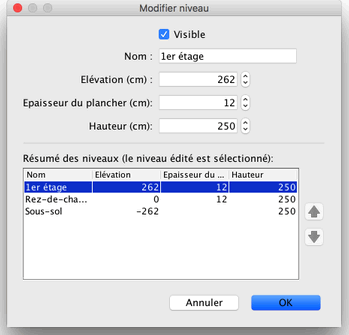 Modifier niveau
Visible
Nom : 1er étage
Elévation (cm) : 262
Epaisseur du plancher (cm): 12
Hauteur (cm): 250
Résumé des niveaux (le niveau édité est sélectionné):
Nom Elévation Epaisseur du ... Hauteur
1er étage 262 12 250
Rez-de-cha... 0 12 250
Sous-sol -262 250
Annuler OK